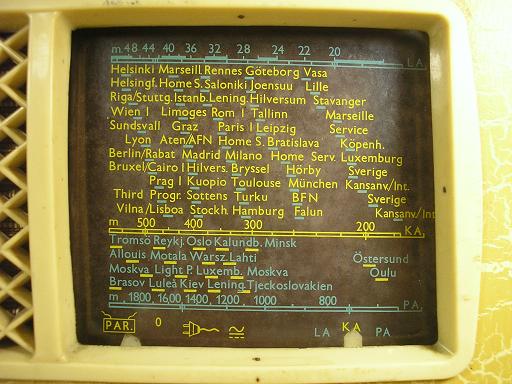 m. 48 44 40 36 32 28 24 22 20 LA.
Helsinki Marseill. Rennes Göteborg Vasa
Helsingf. Home S. Saloniki Joensuu Lille
Riga/Stuttg. Istanb. Lening. Hilversum Stavanger
Wien I Limoges Rom I Tallinn Marseille
Sundsvall Graz Paris I Leipzig Service
Lyon Aten/AFN Home S. Bratislava Köpenh.
Berlin/Rabat Madrid Milano Home Serv. Luxemburg
Bruxel/Cairo I Hilvers. Bryssel Hörby Sverige
Prag I Kuopio Toulouse München Kansanv/Int.
Third Progr. Sottens Turku BFN Sverige
Vilna/Lisboa Stockh. Hamburg Falun Kansanv/Int
m 500 400 300 200 KA.
Tromsö Reykj. Oslo Kalundb. Minsk
Allouis Motala Warsz. Lahti Östersund
Moskva Light P. Luxemb. Moskva Oulu
Brasov Luleå Kiev Lening. Tjeckoslovakien
m 1800 1600 1400 1200 1000 800 PA.
PAR. 0 LA KA PA